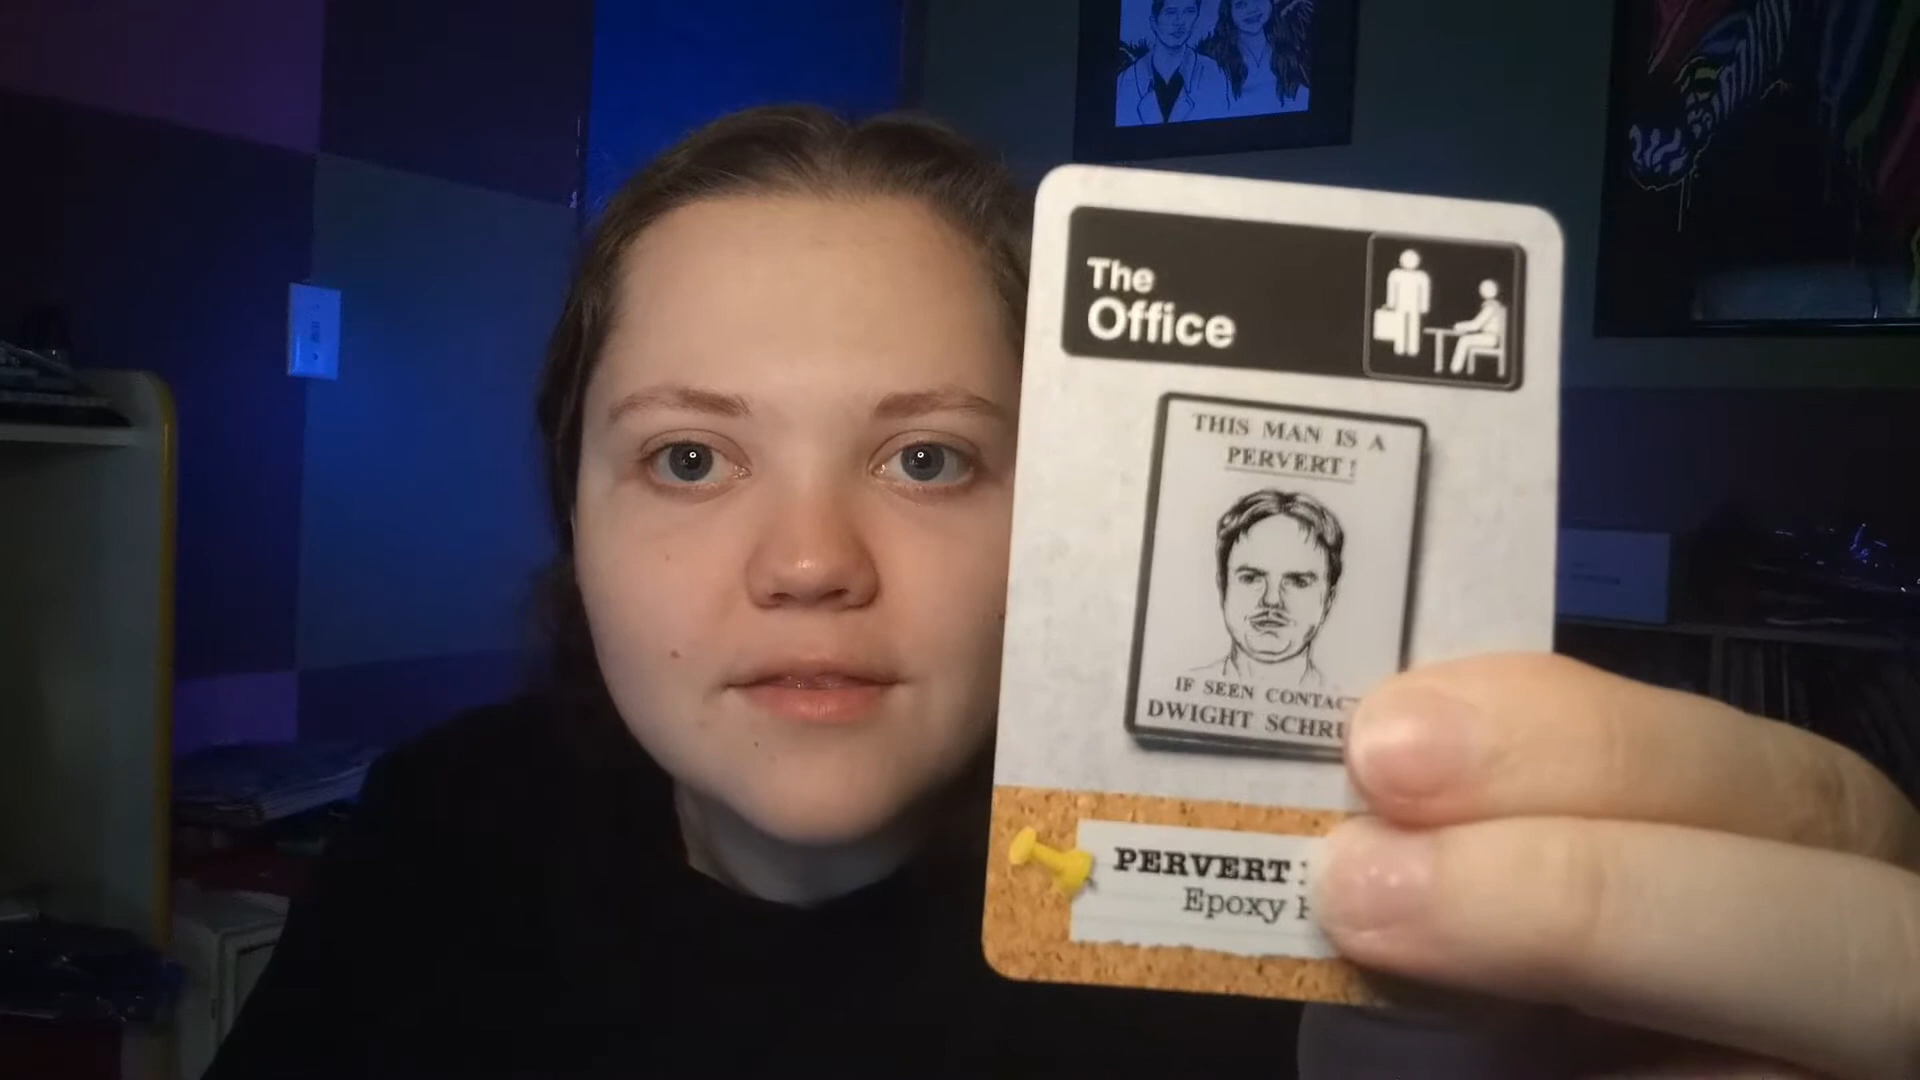 The
Office
THIS MAN IS A
PERVERT!
IF SEEN CONTACT
DWIGHT SCHRU
PERVERT
Epoxy